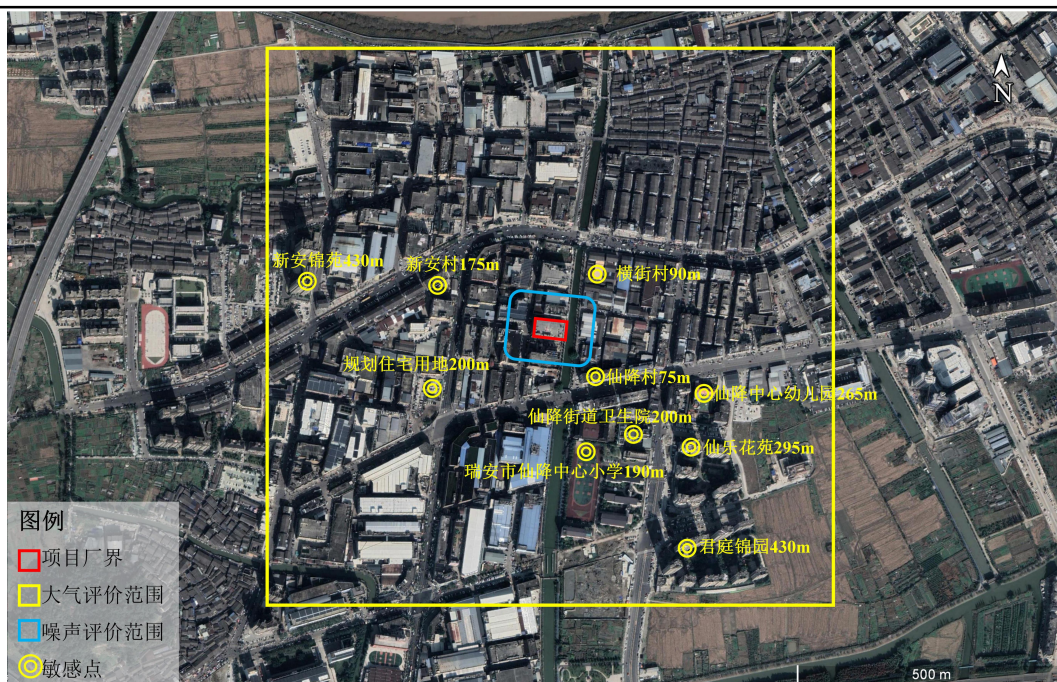 N
新安锦苑430m
新安村175m
横街村90m
规划住宅用地200m
仙降村75m
仙降中心幼儿园265m
仙降街道卫生院200m
仙乐花苑295m
瑞安市仙降中心小学190m
君庭锦园430m
图例
项目厂界
大气评价范围
噪声评价范围
敏感点
500 m